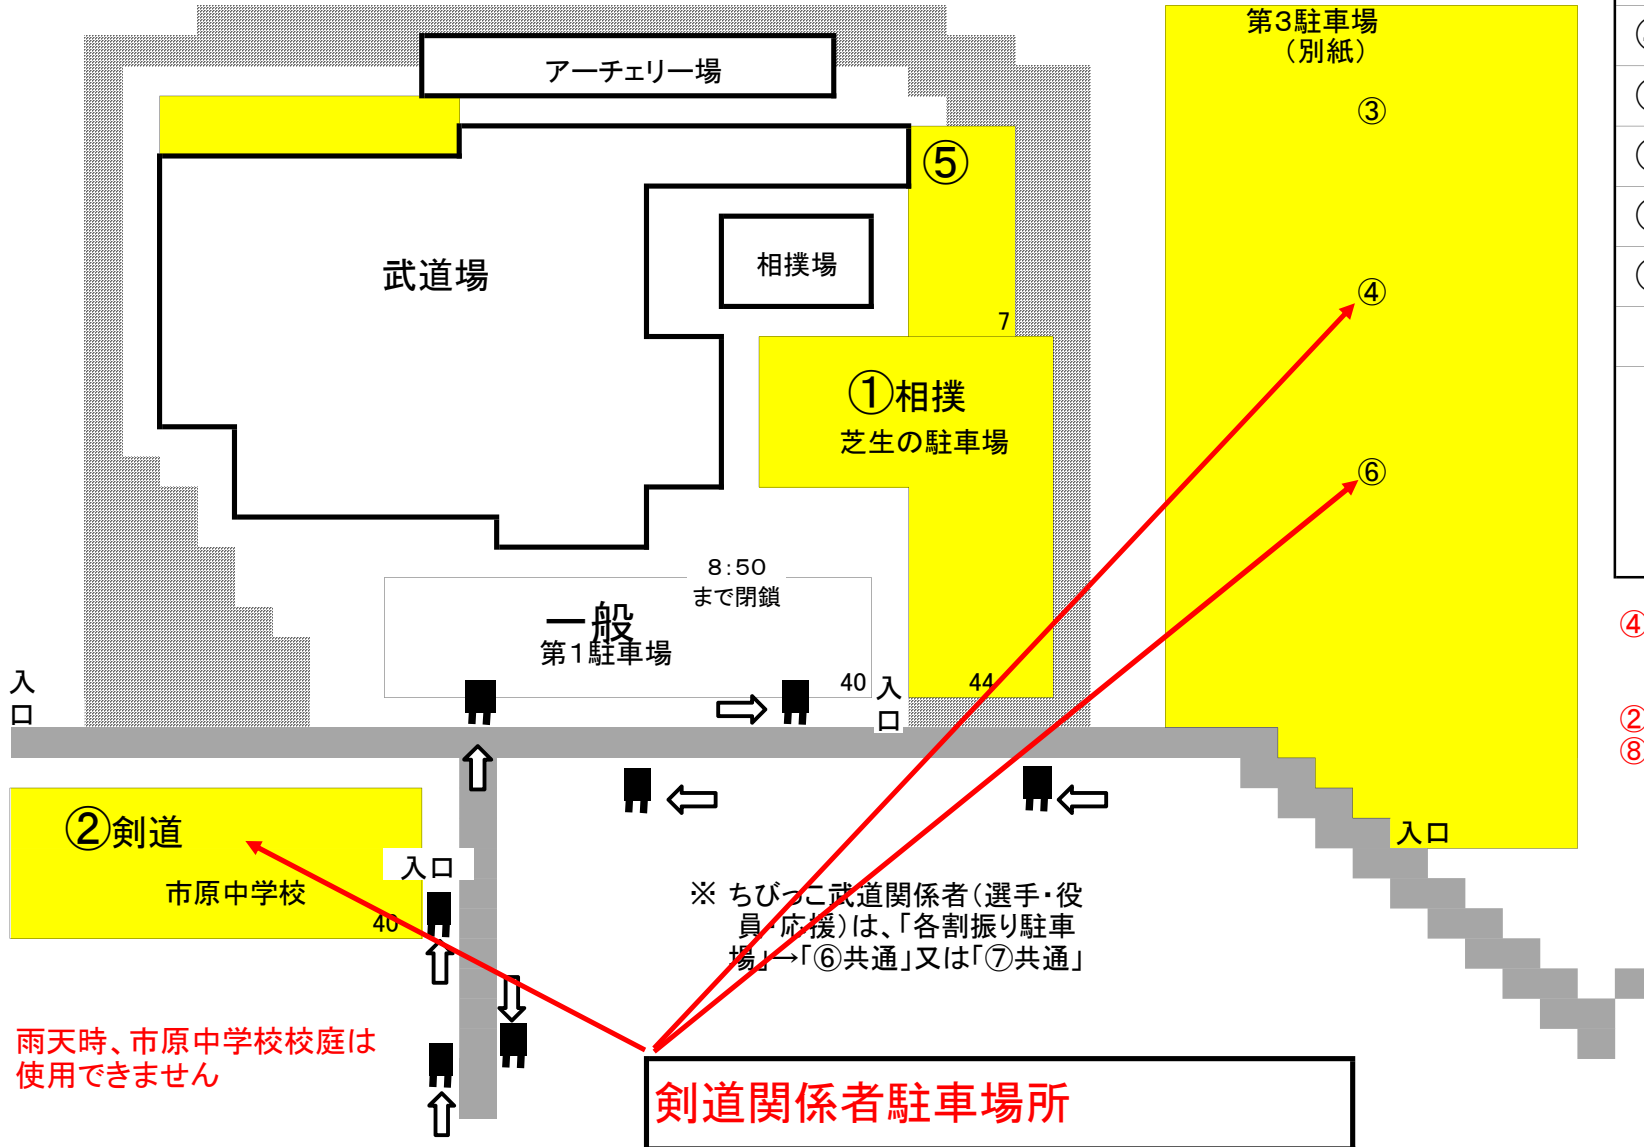 第3駐車場
（別紙）
アーチェリー場
③
⑤
武道場
相撲場
④
7
①相撲
芝生の駐車場
⑥
8：50
まで閉鎖
一般
第1駐車場
④
入口
40
入口
44
②
⑧
②剣道
入口
入口
市原中学校
40
※ ちびっこ武道関係者（選手・役
員・応援）は、「各割振り駐車
場」→「⑥共通」又は「⑦共通」
雨天時、市原中学校校庭は
使用できません
剣道関係者駐車場所